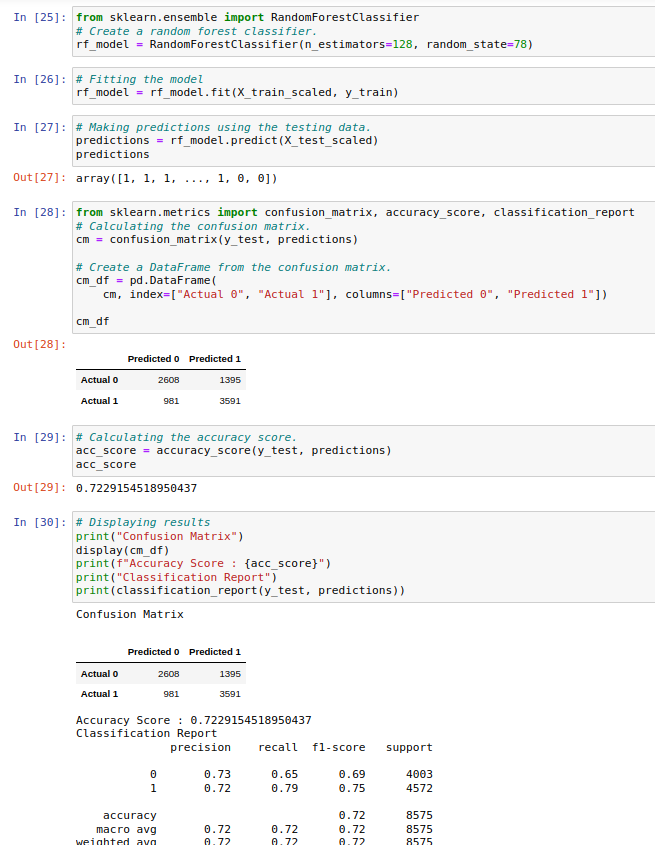 In [25]: from sklearn.ensemble import RandomForestClassifier
# Create a random forest classifier.
rf_model = RandomForestClassifier(n_estimators=128, random_state=78)
In [26]: # Fitting the model
rf_model = rf_model.fit(X_train_scaled, y_train)
In [27]: # Making predictions using the testing data.
predictions = rf_model.predict(X_test_scaled)
predictions
Out[27]: array([1, 1, 1, ..., 1, 0, 0])
In [28]: from sklearn.metrics import confusion_matrix, accuracy_score, classification_report
# Calculating the confusion matrix.
cm = confusion_matrix(y_test, predictions)
# Create a DataFrame from the confusion matrix.
cm_df = pd.DataFrame(
cm, index=["Actual 0", "Actual 1"], columns=["Predicted 0", "Predicted 1"])
cm_df
Out[28]:
Predicted 0 Predicted 1
Actual 0 2608 1395
Actual 1 981 3591
In [29]: # Calculating the accuracy score.
acc_score = accuracy_score(y_test, predictions)
acc_score
Out[29]: 0.7229154518950437
In [30]: # Displaying results
print("Confusion Matrix")
display(cm_df)
print(f"Accuracy Score : {acc_score}")
print("Classification Report")
print(classification_report(y_test, predictions))
Confusion Matrix
Predicted 0 Predicted 1
Actual 0 2608 1395
Actual 1 981 3591
Accuracy Score : 0.7229154518950437
Classification Report
precision recall f1-score support
0 0.73 0.65 0.69 4003
1 0.72 0.79 0.75 4572
accuracy 0.72 8575
macro avg 0.72 0.72 0.72 8575
weighted avg 0.72 0.72 0.72 8575